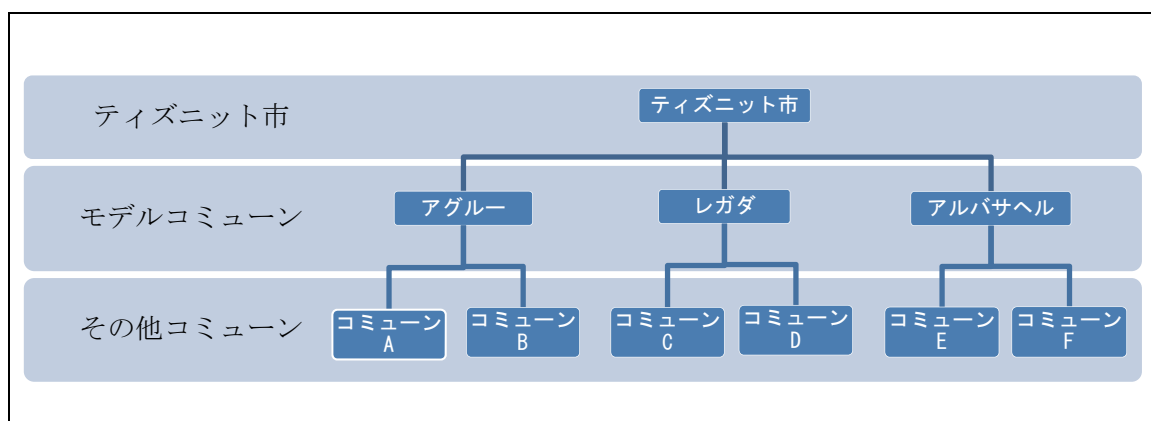 ティズニット市
ティズニット市
モデルコミューン
アグルー
レガダ
アルバサヘル
その他コミューン
コミューン
A
コミューン
B
コミューン
C
コミューン
D
コミューン
E
コミューン
F